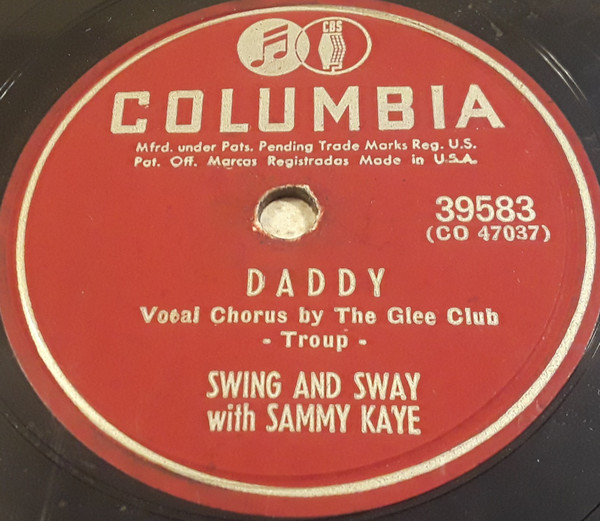 CBS
COLUMBIA
Mfrd. under Pats. Pending Trade Marks Reg. U.S.
Pat. Off. Marcas Registradas Made in U.S.A.
39583
(CO 47037)
DADDY
Vocal Chorus by The Glee Club
- Troup -
SWING AND SWAY
with SAMMY KAYE